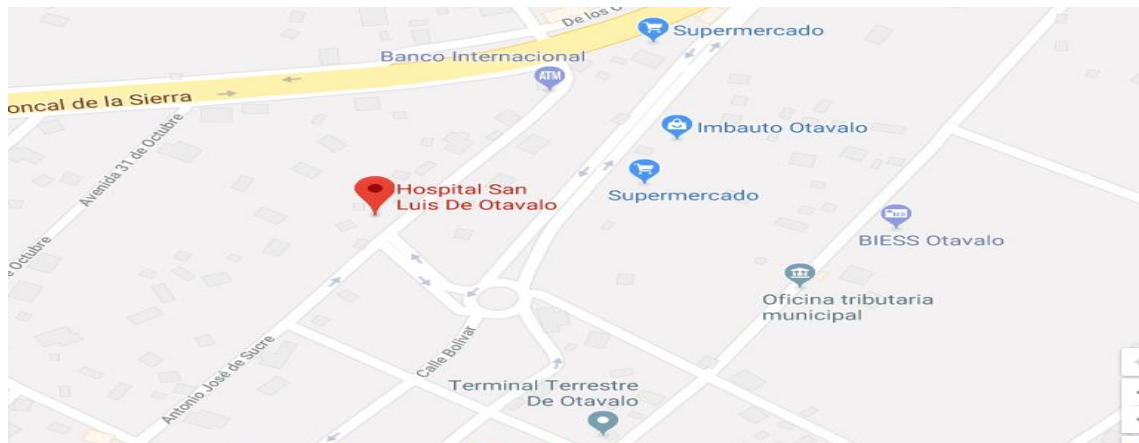 De los
Supermercado
Banco Internacional
ATM
oncal de la Sierra
Avenida 31 de Octubre
Imbauto Otavalo
Hospital San
Luis De Otavalo
Supermercado
BIESS Otavalo
e Octubre
Oficina tributaria
municipal
Calle Bolivar
Antonio José de Sucre
Terminal Terrestre
De Otavalo